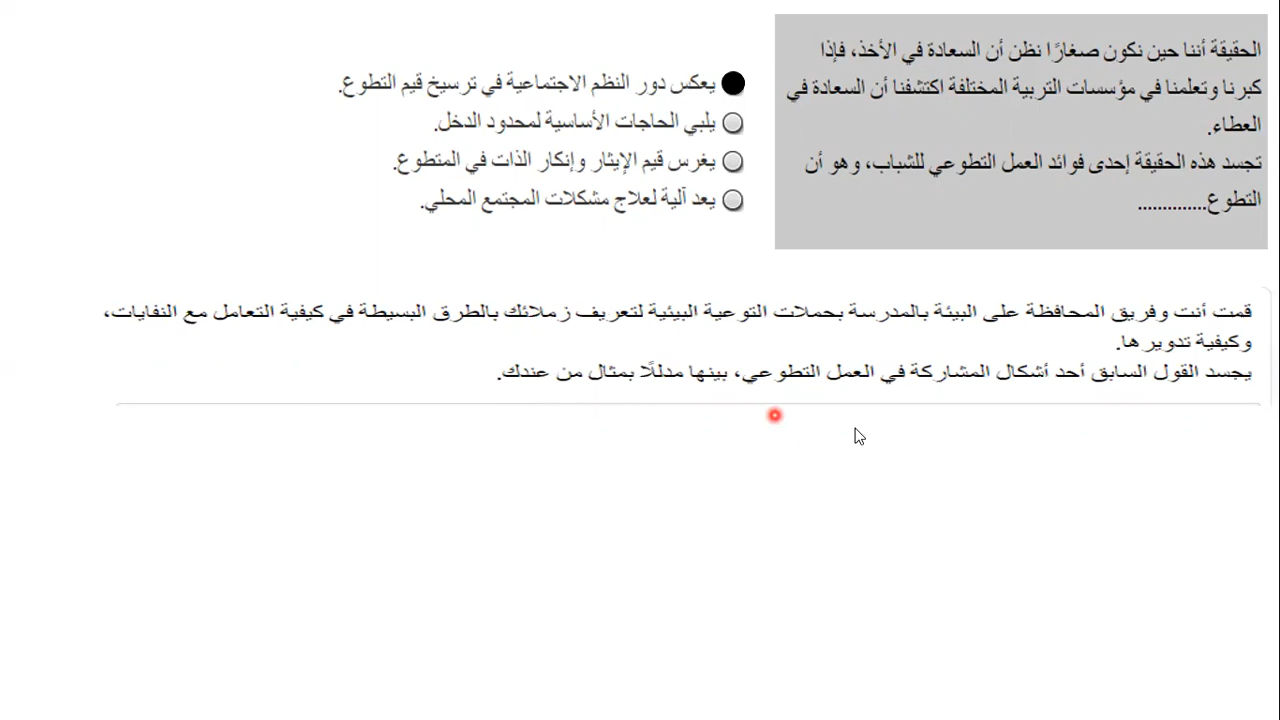 الحقيقة أننا حين نكون صغارًا نظن أن السعادة في الأخذ، فإذا
كبرنا وتعلمنا في مؤسسات التربية المختلفة اكتشفنا أن السعادة في
العطاء.
تجسد هذه الحقيقة إحدى فوائد العمل التطوعي للشباب، وهو أن
التطوع..............
يعكس دور النظم الاجتماعية في ترسيخ قيم التطوع.
يلبي الحاجات الأساسية لمحدود الدخل.
يغرس قيم الإيثار وإنكار الذات في المتطوع.
يعد آلية لعلاج مشكلات المجتمع المحلي.
قمت أنت وفريق المحافظة على البيئة بالمدرسة بحملات التوعية البيئية لتعريف زملائك بالطرق البسيطة في كيفية التعامل مع النفايات،
وكيفية تدويرها.
يجسد القول السابق أحد أشكال المشاركة في العمل التطوعي، بينها مدللًا بمثال من عندك.